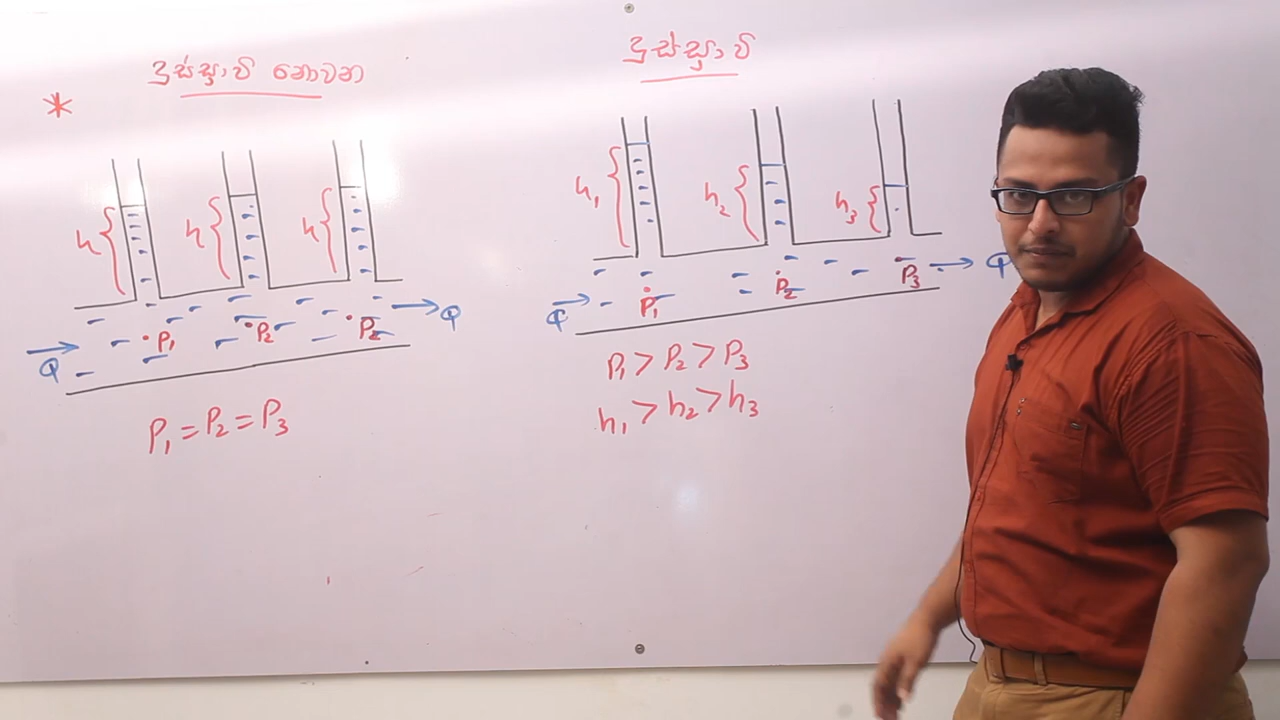 * දුස්ස්‍රාවී නොවන
h h h
Q P₁ P₂ P₂ Q
P₁ = P₂ = P₃
දුස්ස්‍රාවී
h₁ h₂ h₃
Q P₁ P₂ P₃ Q
P₁ > P₂ > P₃
h₁ > h₂ > h₃